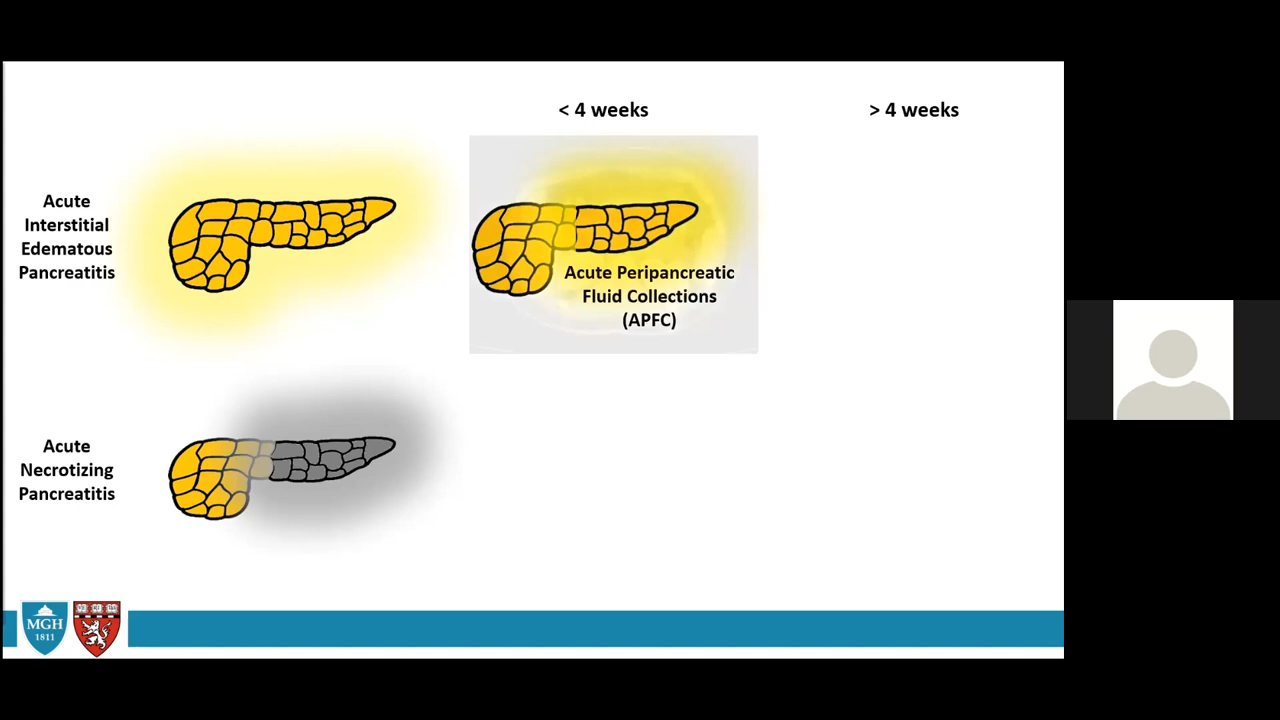 < 4 weeks
> 4 weeks
Acute
Interstitial
Edematous
Pancreatitis
Acute Peripancreatic
Fluid Collections
(APFC)
Acute
Necrotizing
Pancreatitis
MGH
1811